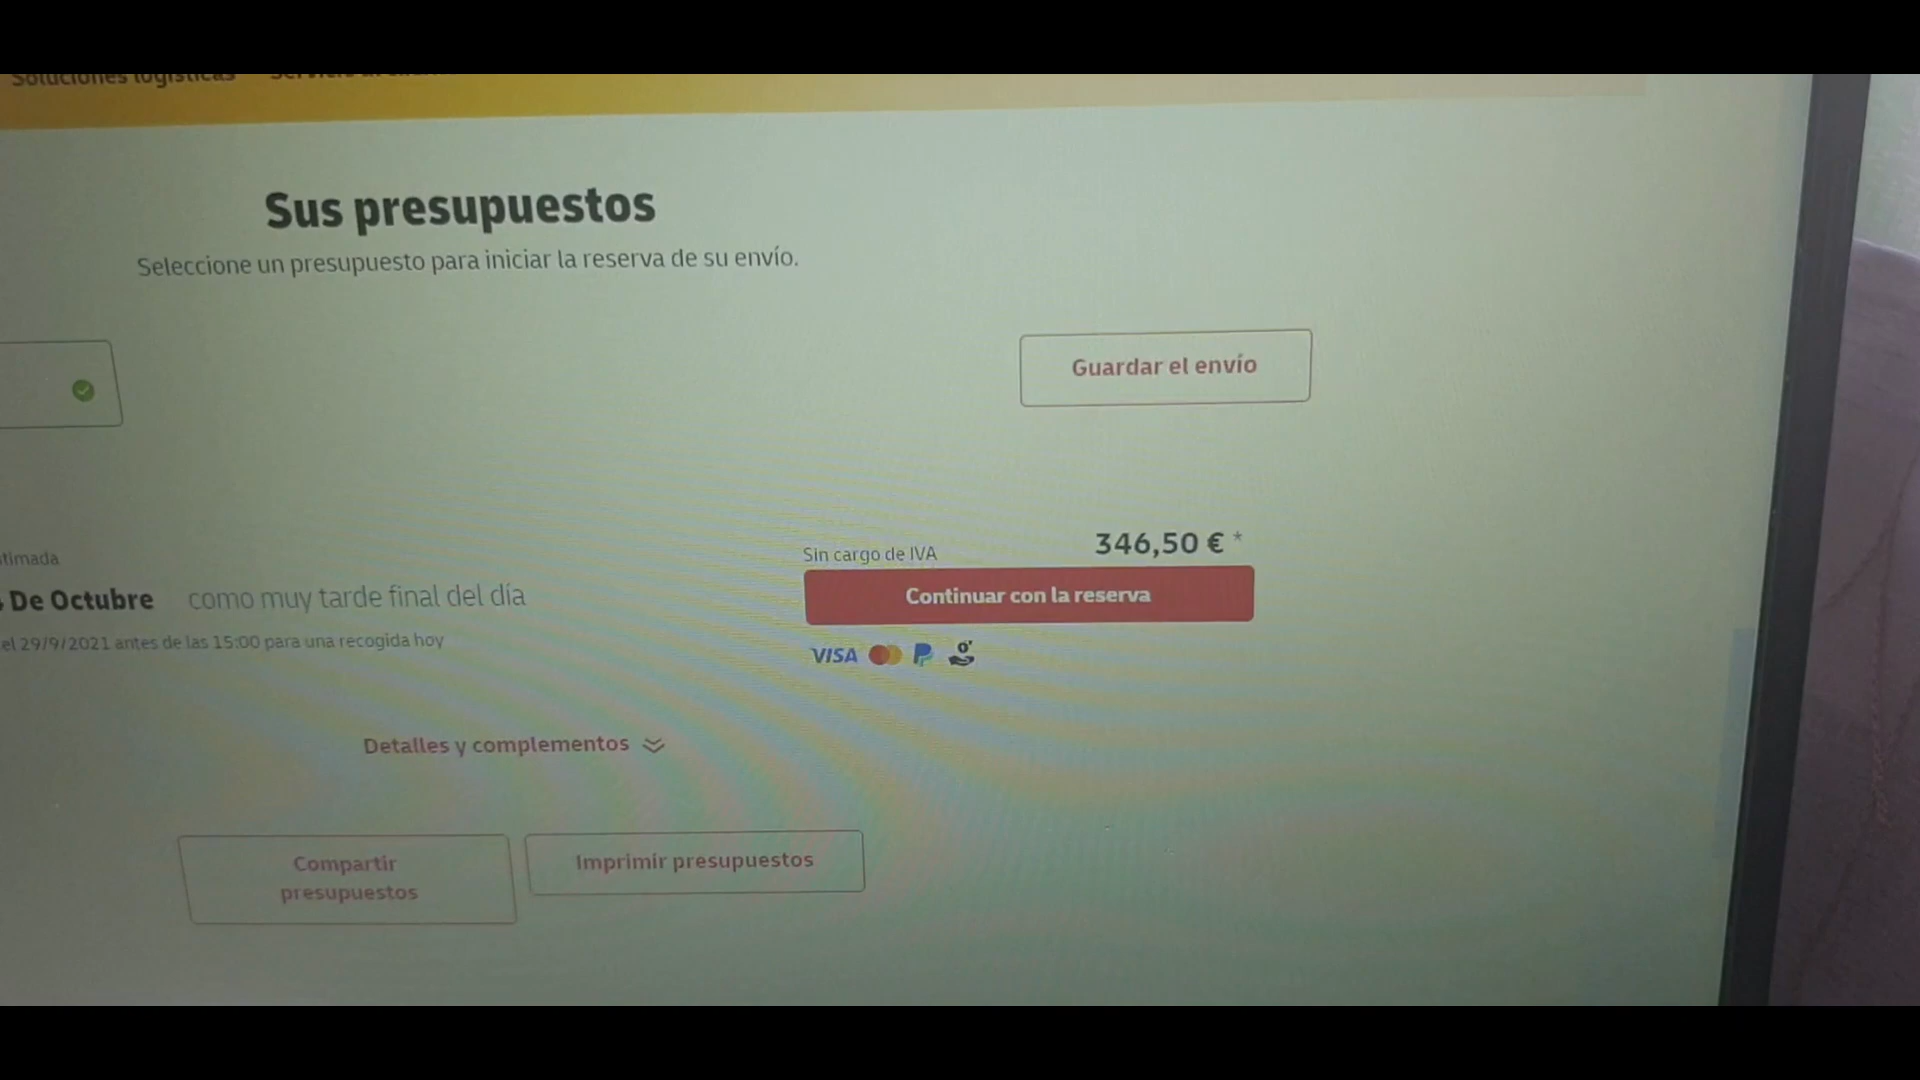 Soluciones logísticas
Sus presupuestos
Seleccione un presupuesto para iniciar la reserva de su envío.
Guardar el envío
346,50 € *
Sin cargo de IVA
Continuar con la reserva
De Octubre como muy tarde final del día
el 29/9/2021 antes de las 15:00 para una recogida hoy
VISA
Detalles y complementos
Compartir
presupuestos
Imprimir presupuestos